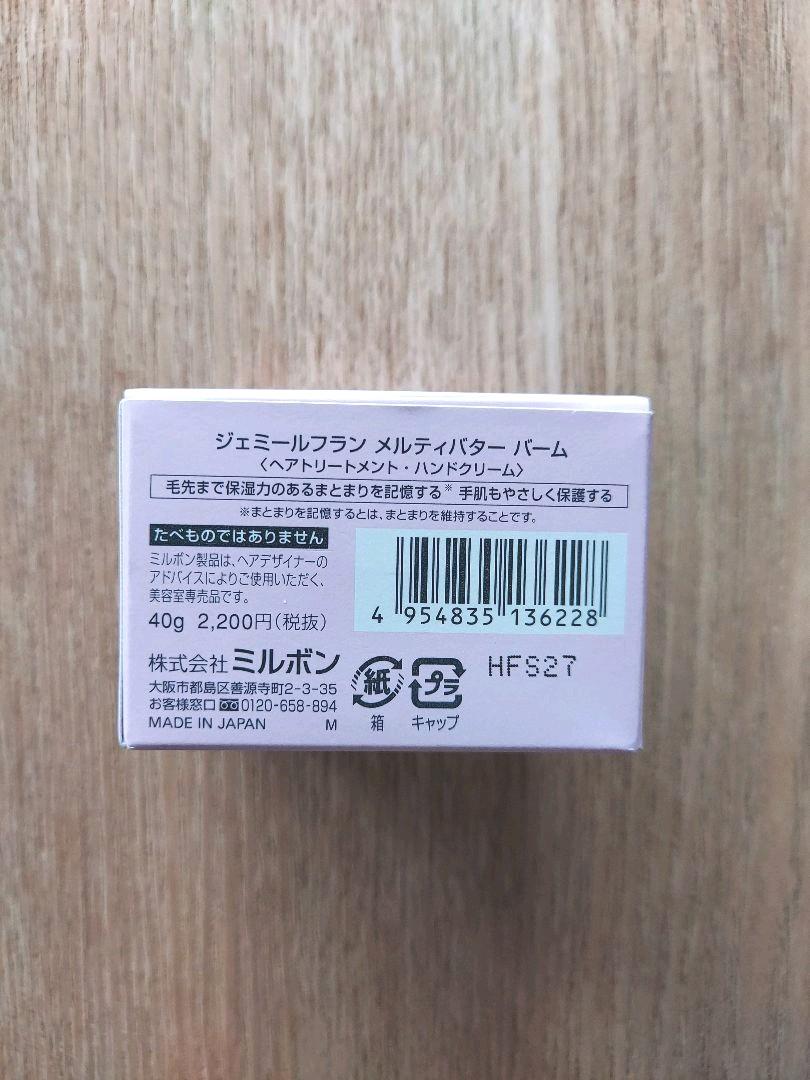 ジェミールフラン メルティバター バーム
〈ヘアトリートメント・ハンドクリーム〉
毛先まで保湿力のあるまとまりを記憶する※ 手肌もやさしく保護する
※まとまりを記憶するとは、まとまりを維持することです。
たべものではありません
ミルボン製品は、ヘアデザイナーの
アドバイスによりご使用いただく、
美容室専売品です。
40g 2,200円(税抜)
4 954835 136228
株式会社 ミルボン
大阪市都島区善源寺町2-3-35
お客様窓口 0120-658-894
MADE IN JAPAN M
紙
箱
プラ
キャップ
HFS27